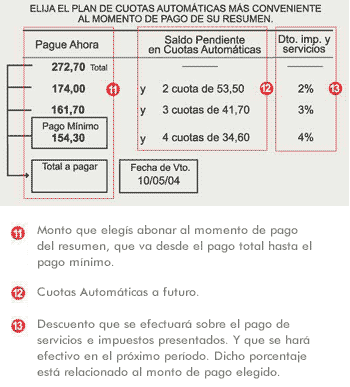 ELIJA EL PLAN DE CUOTAS AUTOMÁTICAS MÁS CONVENIENTE
AL MOMENTO DE PAGO DE SU RESUMEN.
Pague Ahora
Saldo Pendiente
en Cuotas Automáticas
Dto. imp. y
servicios
272,70 Total
174,00 11 y 2 cuota de 53,50 12 2% 13
161,70 y 3 cuotas de 41,70 3%
Pago Mínimo
154,30 y 4 cuotas de 34,60 4%
Total a pagar
Fecha de Vto.
10/05/04
11 Monto que elegís abonar al momento de pago
del resumen, que va desde el pago total hasta el
pago mínimo.
12 Cuotas Automáticas a futuro.
13 Descuento que se efectuará sobre el pago de
servicios e impuestos presentados. Y que se hará
efectivo en el próximo periodo. Dicho porcentaje
está relacionado al monto de pago elegido.